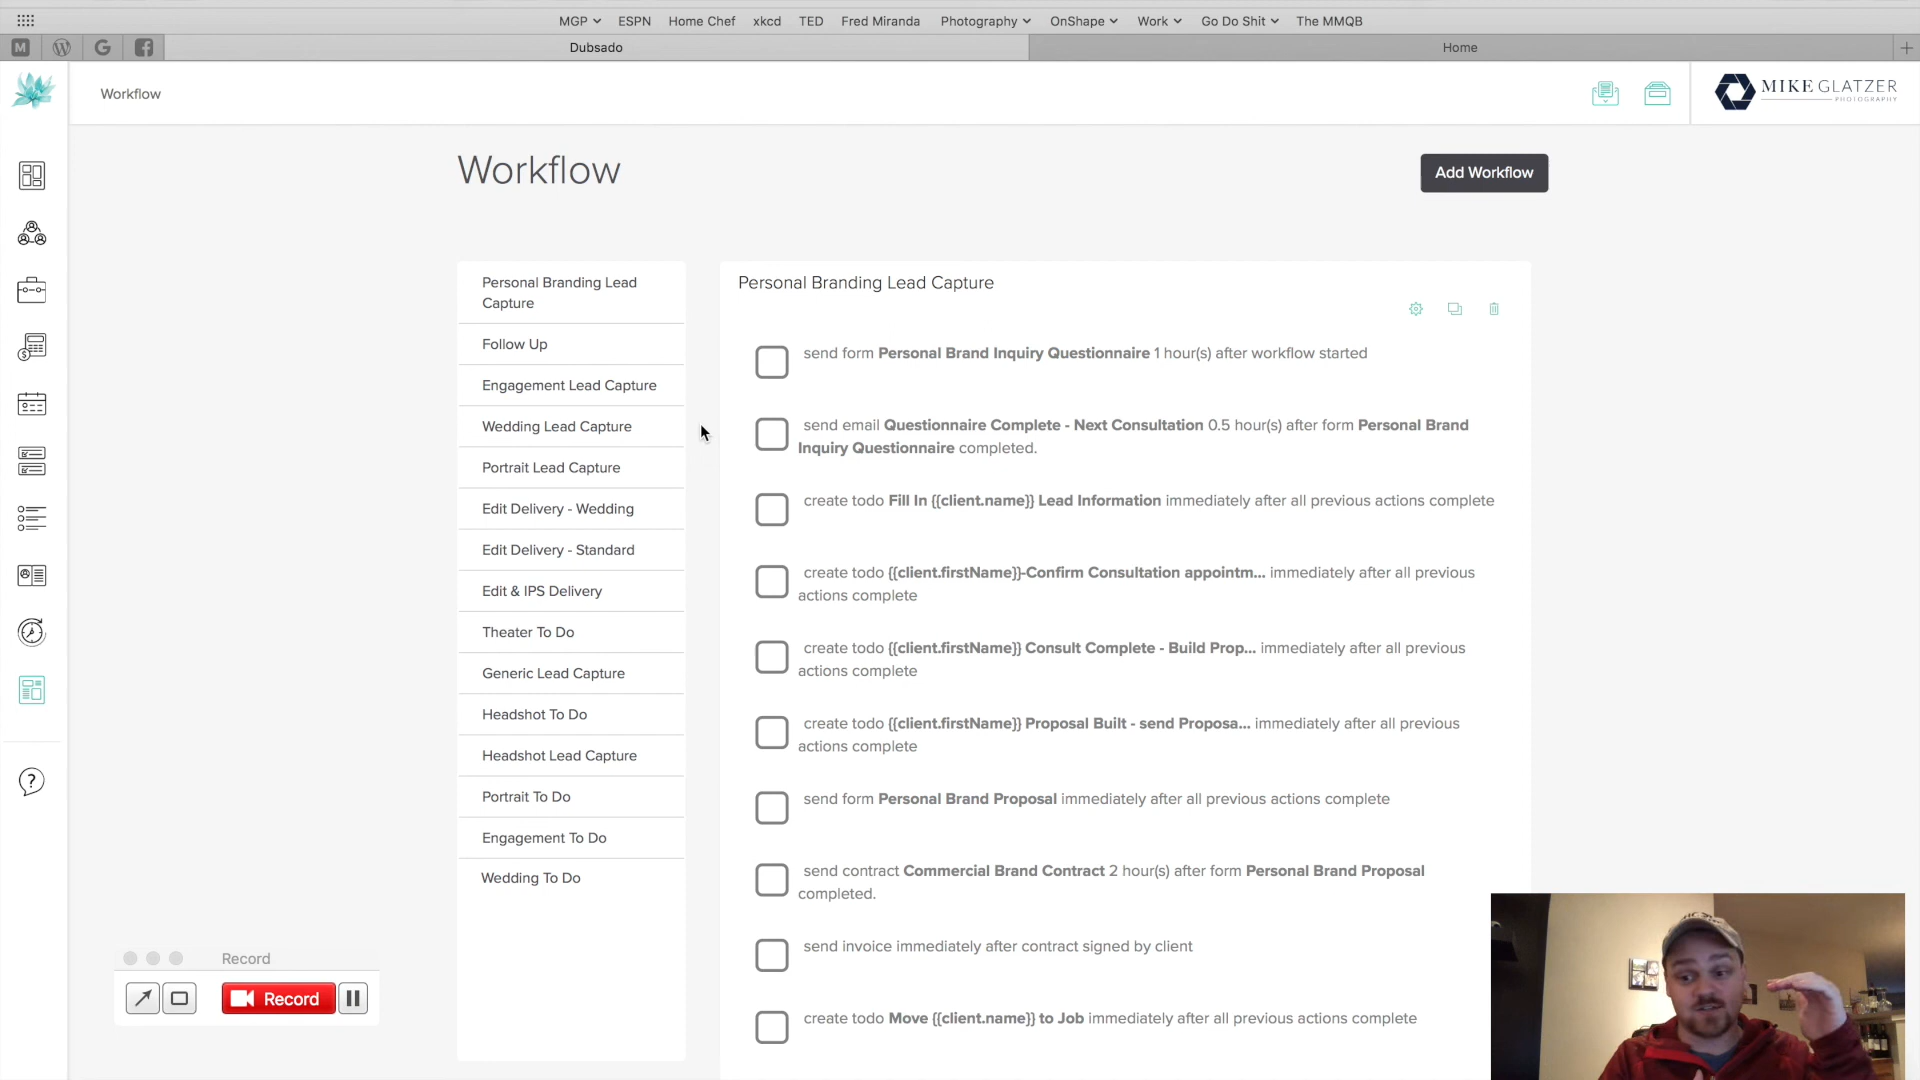 MGP ESPN Home Chef xkcd TED Fred Miranda Photography OnShape Work Go Do Shit The MMQB
M G Dubsado Home +
Workflow
MIKE GLATZER
PHOTOGRAPHY
Workflow
Add Workflow
Personal Branding Lead
Capture
Follow Up
Engagement Lead Capture
Wedding Lead Capture
Portrait Lead Capture
Edit Delivery - Wedding
Edit Delivery - Standard
Edit & IPS Delivery
Theater To Do
Generic Lead Capture
Headshot To Do
Headshot Lead Capture
Portrait To Do
Engagement To Do
Wedding To Do
Personal Branding Lead Capture
send form Personal Brand Inquiry Questionnaire 1 hour(s) after workflow started
send email Questionnaire Complete - Next Consultation 0.5 hour(s) after form Personal Brand
Inquiry Questionnaire completed.
create todo Fill In {{client.name}} Lead Information immediately after all previous actions complete
create todo {{client.firstName}}-Confirm Consultation appointm... immediately after all previous
actions complete
create todo {{client.firstName}} Consult Complete - Build Prop... immediately after all previous
actions complete
create todo {{client.firstName}} Proposal Built - send Proposa... immediately after all previous
actions complete
send form Personal Brand Proposal immediately after all previous actions complete
send contract Commercial Brand Contract 2 hour(s) after form Personal Brand Proposal
completed.
send invoice immediately after contract signed by client
create todo Move {{client.name}} to Job immediately after all previous actions complete
Record
Record